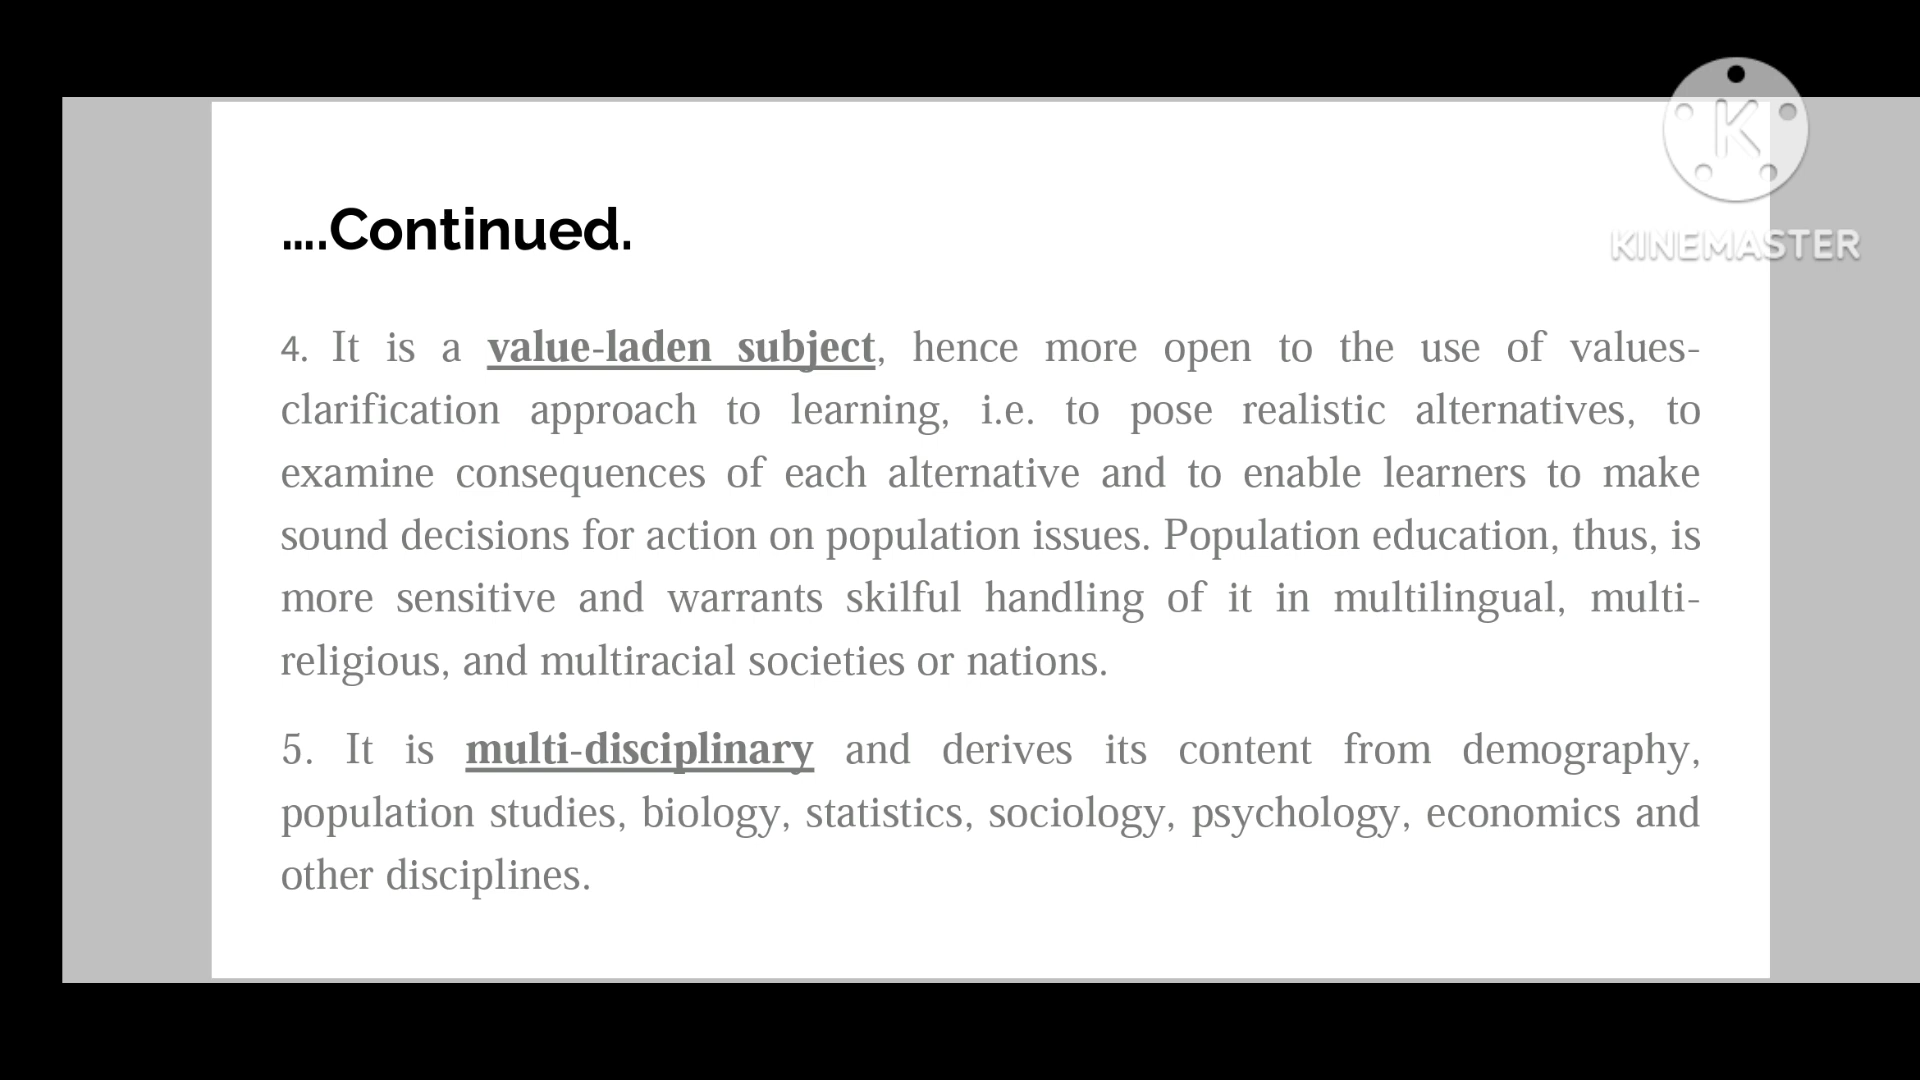 K
KINEMASTER
....Continued.
4. It is a value-laden subject, hence more open to the use of values-
clarification approach to learning, i.e. to pose realistic alternatives, to
examine consequences of each alternative and to enable learners to make
sound decisions for action on population issues. Population education, thus, is
more sensitive and warrants skilful handling of it in multilingual, multi-
religious, and multiracial societies or nations.
5. It is multi-disciplinary and derives its content from demography,
population studies, biology, statistics, sociology, psychology, economics and
other disciplines.